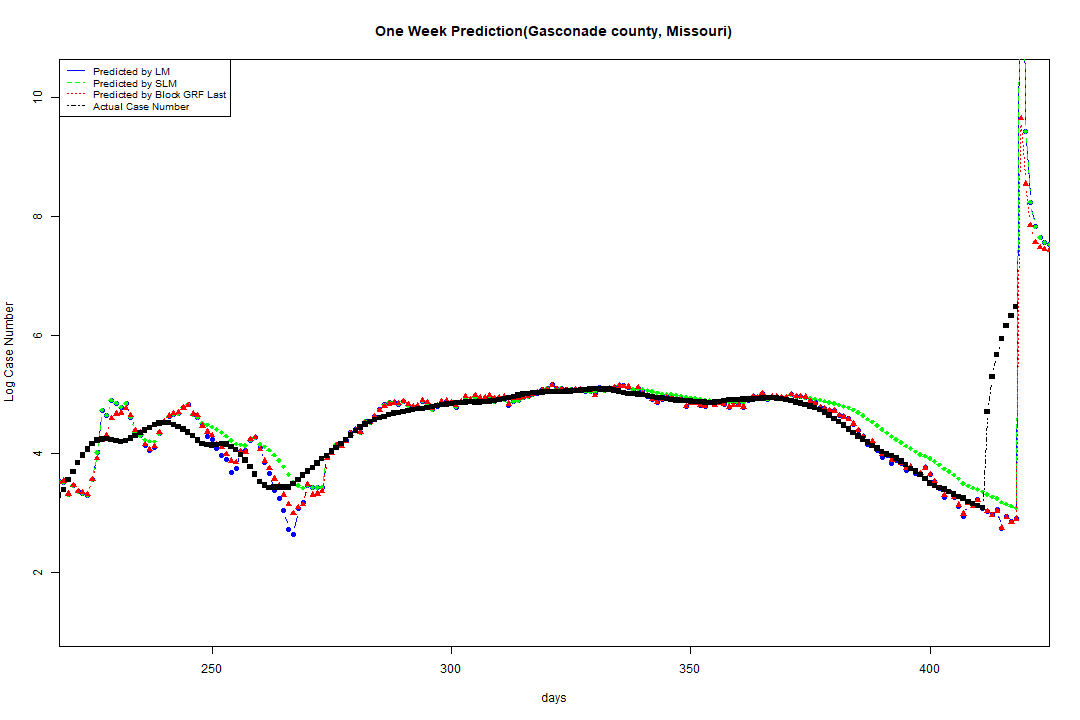 One Week Prediction(Gasconade county, Missouri)
Predicted by LM
Predicted by SLM
Predicted by Block GRF Last
Actual Case Number
10
8
6
4
2
Log Case Number
250
300
350
400
days